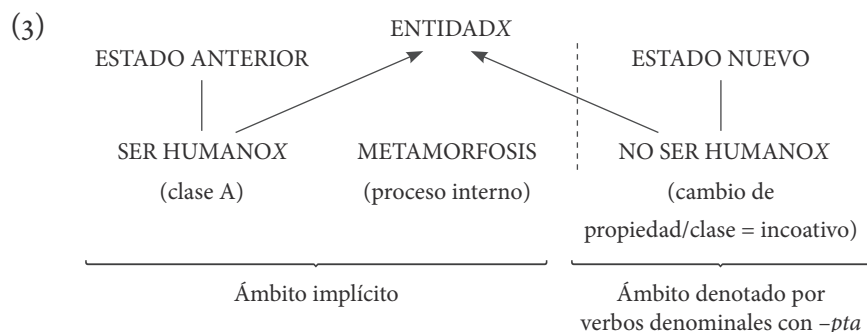 (3)
ENTIDADX
ESTADO ANTERIOR ESTADO NUEVO
SER HUMANOX METAMORFOSIS NO SER HUMANOX
(clase A) (proceso interno) (cambio de
propiedad/clase = incoativo)
Ámbito implícito Ámbito denotado por
verbos denominales con –pta